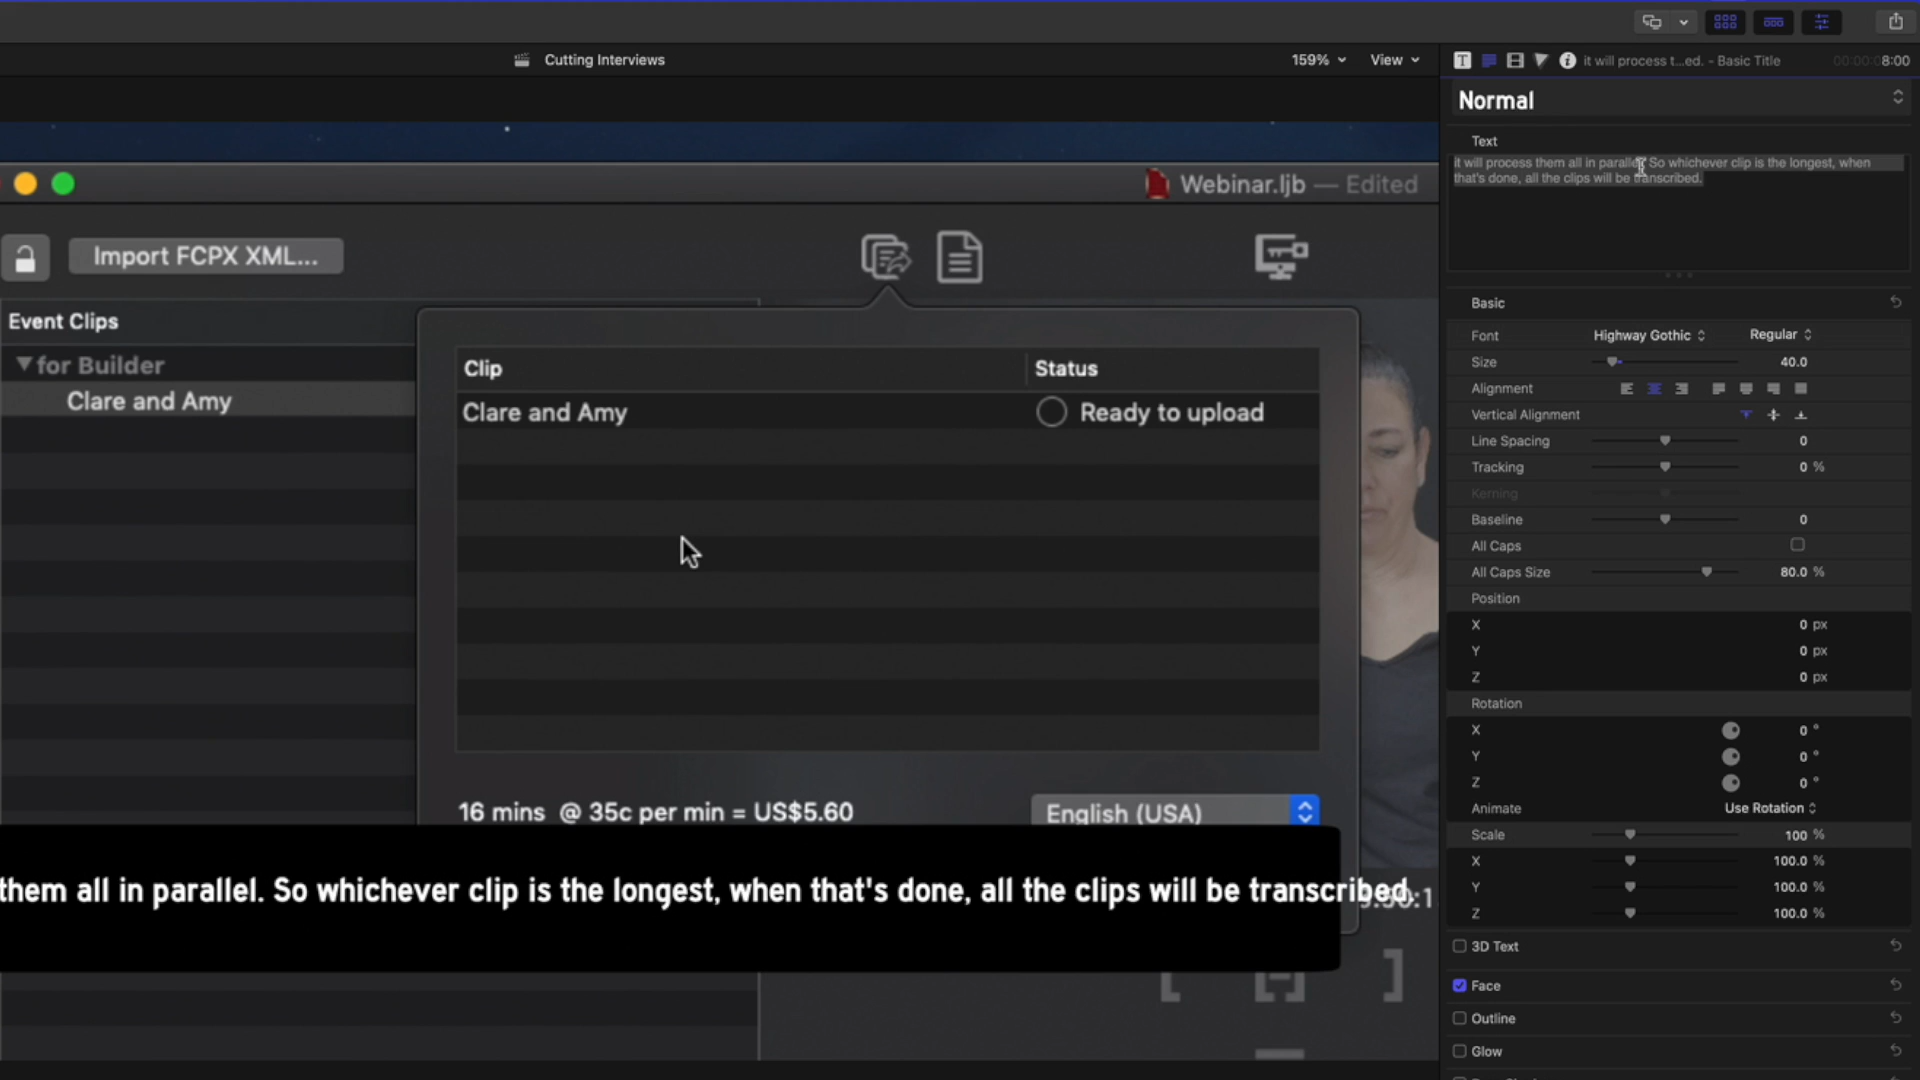 Cutting Interviews
159%
View
it will process t...ed. - Basic Title
00:00:08:00
Normal
Text
it will process them all in parallel. So whichever clip is the longest, when
that's done, all the clips will be transcribed.
Webinar.ljb — Edited
Import FCPX XML...
Event Clips
for Builder
Clare and Amy
Clip
Status
Clare and Amy
Ready to upload
16 mins @ 35c per min = US$5.60
English (USA)
them all in parallel. So whichever clip is the longest, when that's done, all the clips will be transcribed.
Basic
Font Highway Gothic Regular
Size 40.0
Alignment
Vertical Alignment
Line Spacing 0
Tracking 0 %
Kerning
Baseline 0
All Caps
All Caps Size 80.0 %
Position
X 0 px
Y 0 px
Z 0 px
Rotation
X 0 °
Y 0 °
Z 0 °
Animate Use Rotation
Scale 100 %
X 100.0 %
Y 100.0 %
Z 100.0 %
3D Text
Face
Outline
Glow